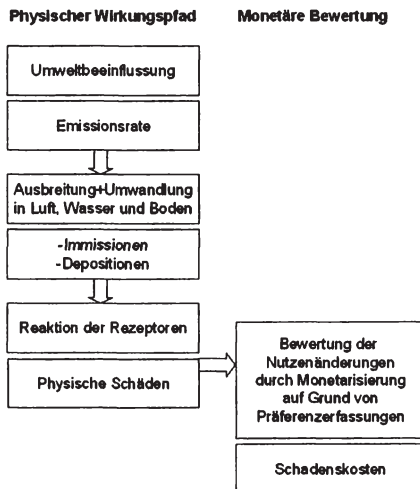 Physischer Wirkungspfad
Monetäre Bewertung
Umweltbeeinflussung
Emissionsrate
Ausbreitung+Umwandlung
in Luft, Wasser und Boden
-Immissionen
-Depositionen
Reaktion der Rezeptoren
Physische Schäden
Bewertung der
Nutzenänderungen
durch Monetarisierung
auf Grund von
Präferenzerfassungen
Schadenskosten